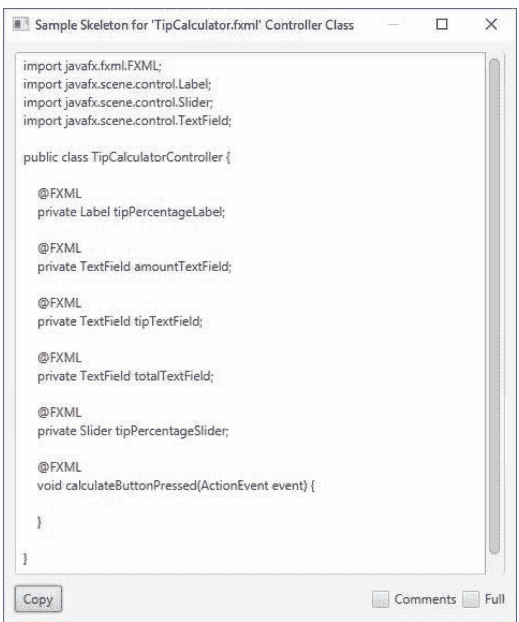 Sample Skeleton for 'TipCalculator.fxml' Controller Class
import javafx.fxml.FXML;
import javafx.scene.control.Label;
import javafx.scene.control.Slider;
import javafx.scene.control.TextField;
public class TipCalculatorController {
@FXML
private Label tipPercentageLabel;
@FXML
private TextField amountTextField;
@FXML
private TextField tipTextField;
@FXML
private TextField totalTextField;
@FXML
private Slider tipPercentageSlider;
@FXML
void calculateButtonPressed(ActionEvent event) {
}
}
Copy
Comments
Full